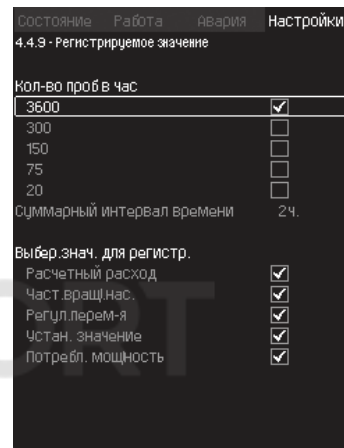 Состояние Работа Авария Настройки
4.4.9 - Регистрируемое значение
Кол-во проб в час
3600
300
150
75
20
Суммарный интервал времени 2ч.
Выбер.знач. для регистр.
Расчетный расход
Част.вращ.нас.
Регул.перем-я
Устан. значение
Потребл. мощность